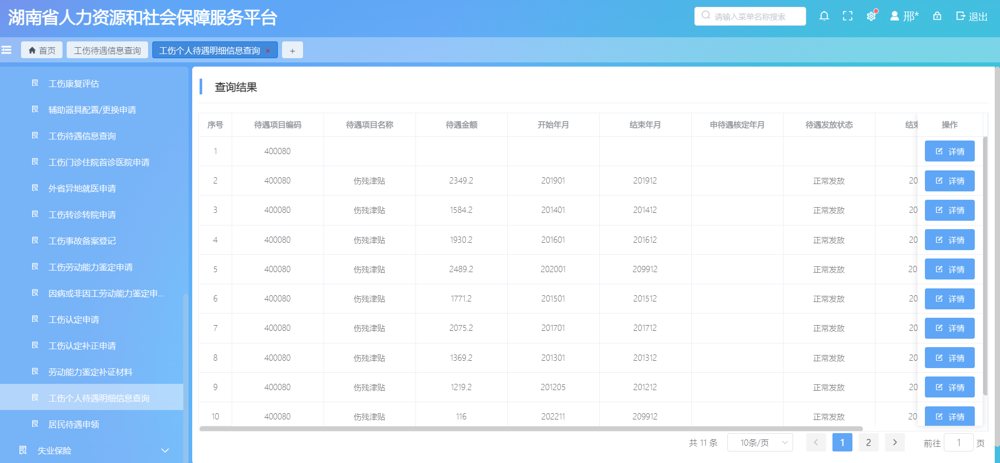 湖南省人力资源和社会保障服务平台
请输入菜单名称搜索
邢*
退出
首页
工伤待遇信息查询
工伤个人待遇明细信息查询 ×
+
工伤康复评估
辅助器具配置/更换申请
工伤待遇信息查询
工伤门诊住院首诊医院申请
外省异地就医申请
工伤转诊转院申请
工伤事故备案登记
工伤劳动能力鉴定申请
因病或非因工劳动能力鉴定申...
工伤认定申请
工伤认定补正申请
劳动能力鉴定补证材料
工伤个人待遇明细信息查询
居民待遇申领
失业保险
查询结果
序号 待遇项目编码 待遇项目名称 待遇金额 开始年月 结束年月 申待遇核定年月 待遇发放状态 结束 操作
1 400080 详情
2 400080 伤残津贴 2349.2 201901 201912 正常发放 20 详情
3 400080 伤残津贴 1584.2 201401 201412 正常发放 20 详情
4 400080 伤残津贴 1930.2 201601 201612 正常发放 20 详情
5 400080 伤残津贴 2489.2 202001 209912 正常发放 20 详情
6 400080 伤残津贴 1771.2 201501 201512 正常发放 20 详情
7 400080 伤残津贴 2075.2 201701 201712 正常发放 20 详情
8 400080 伤残津贴 1369.2 201301 201312 正常发放 20 详情
9 400080 伤残津贴 1219.2 201205 201212 正常发放 20 详情
10 400080 伤残津贴 116 202211 209912 正常发放 20 详情
共 11 条 10条/页 < 1 2 > 前往 1 页